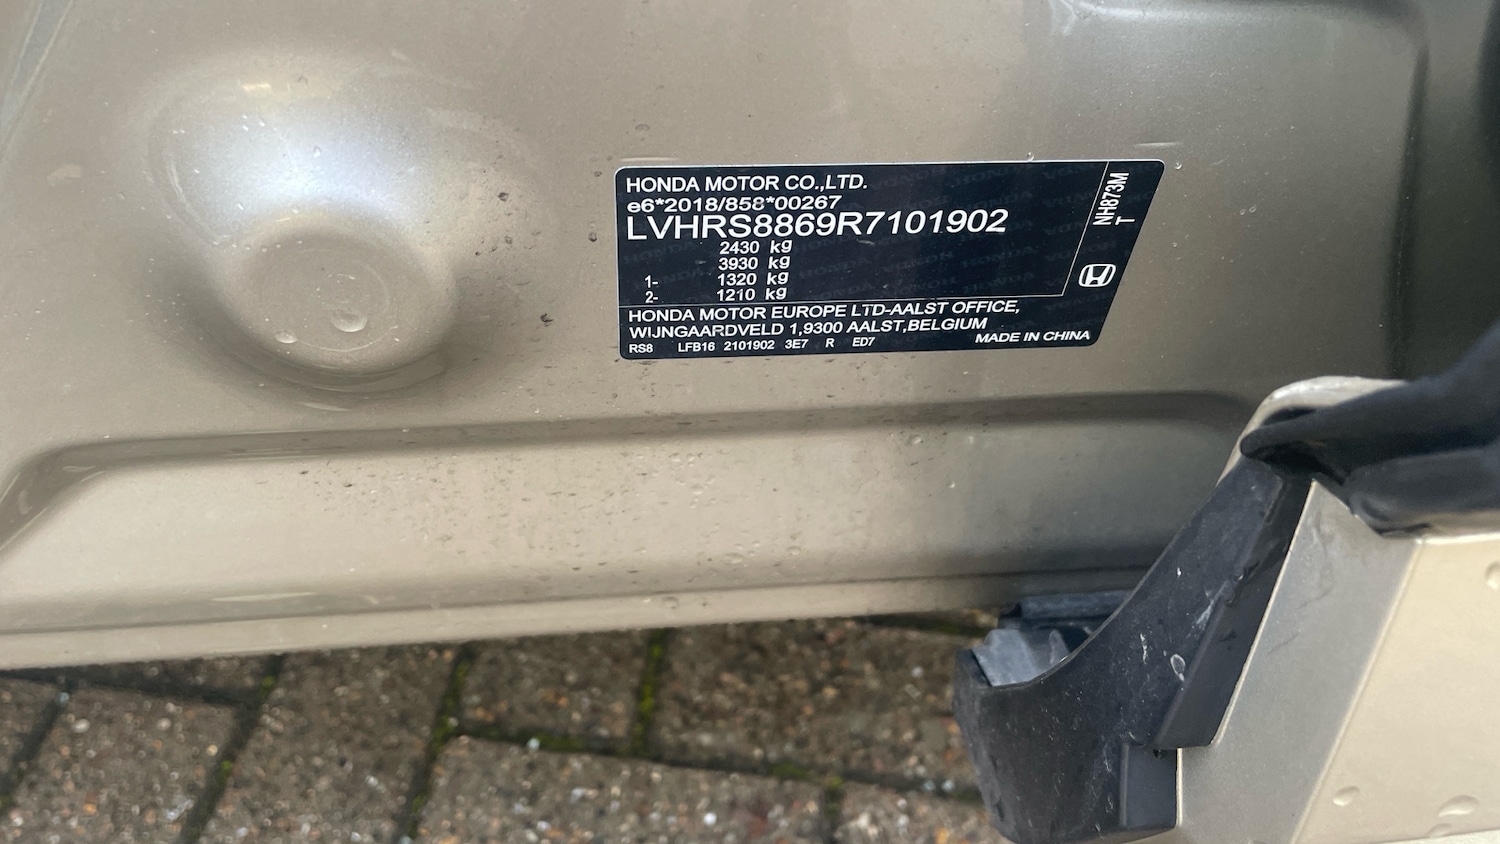 HONDA MOTOR CO.,LTD.
e6*2018/858*00267
LVHRS8869R7101902
2430 kg
3930 kg
1- 1320 kg
2- 1210 kg
NH873M
T
HONDA MOTOR EUROPE LTD-AALST OFFICE,
WIJNGAARDVELD 1,9300 AALST,BELGIUM
RS8 LFB16 2101902 3E7 R ED7 MADE IN CHINA